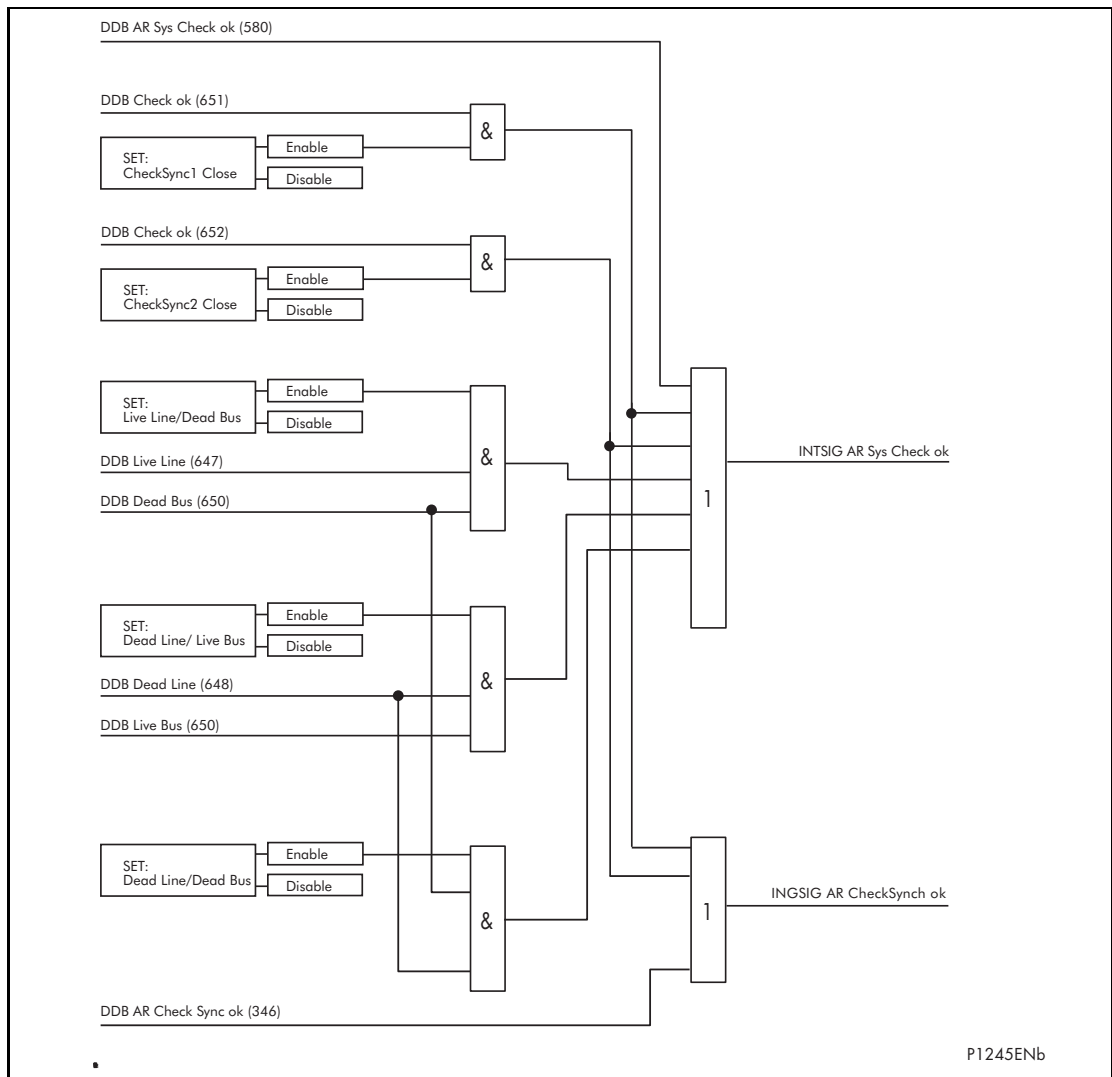 DDB AR Sys Check ok (580)
DDB Check ok (651)
&
Enable
SET:
CheckSync1 Close
Disable
DDB Check ok (652)
&
Enable
SET:
CheckSync2 Close
Disable
Enable
SET:
Live Line/Dead Bus
Disable
DDB Live Line (647)
&
INTSIG AR Sys Check ok
DDB Dead Bus (650)
1
Enable
SET:
Dead Line/ Live Bus
Disable
DDB Dead Line (648)
&
DDB Live Bus (650)
Enable
SET:
Dead Line/Dead Bus
Disable
&
1
INGSIG AR CheckSynch ok
DDB AR Check Sync ok (346)
P1245ENb